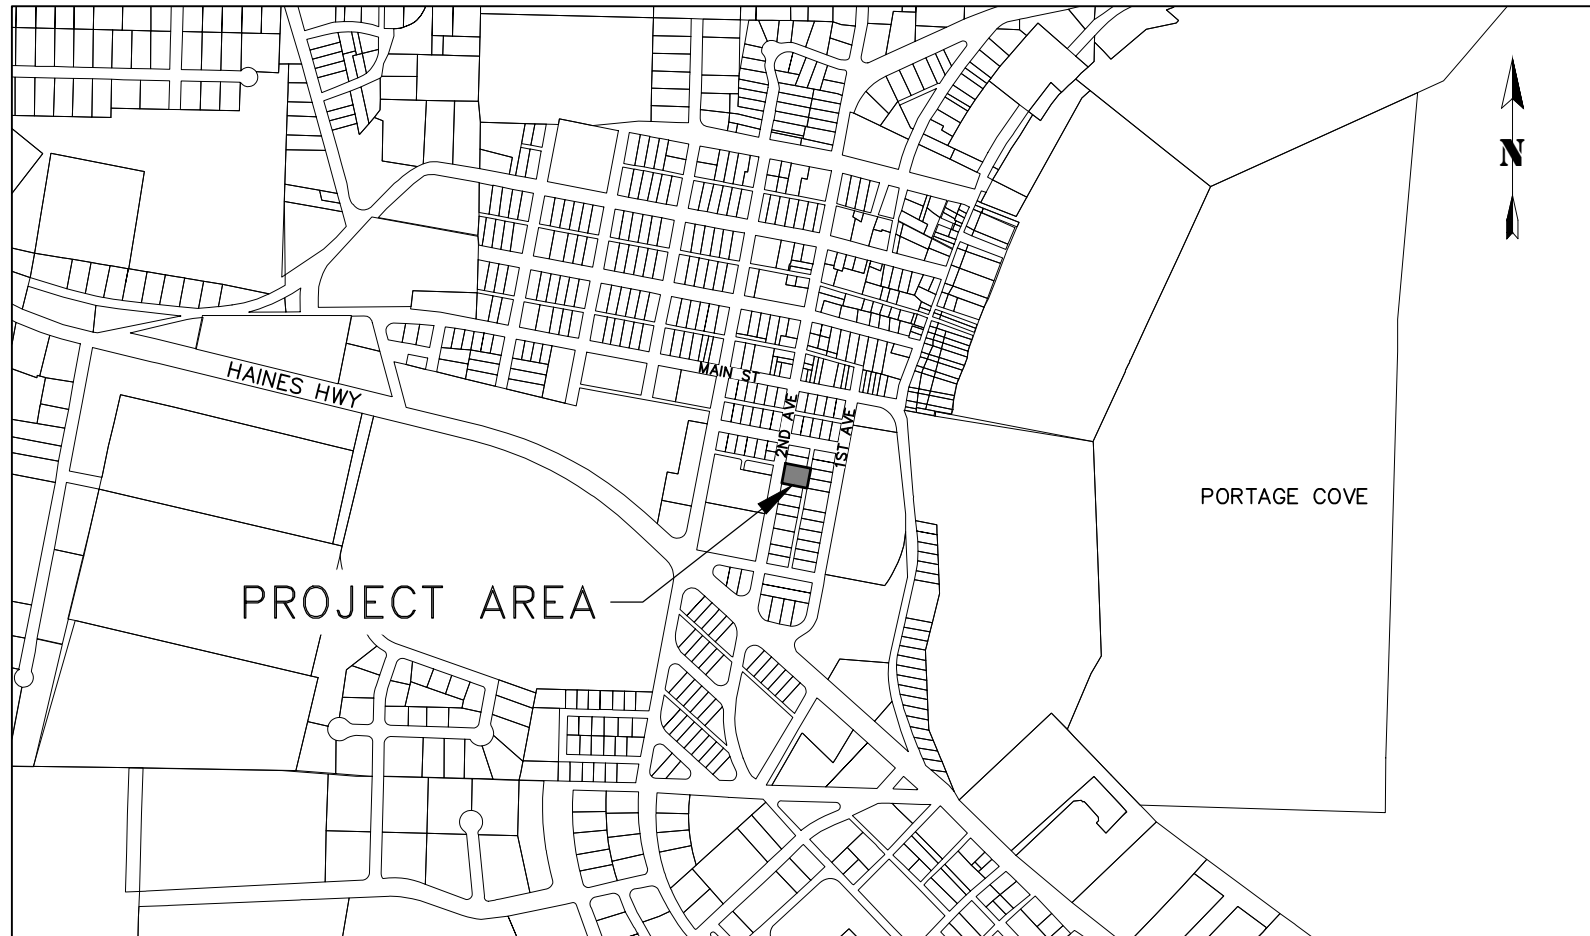 N
HAINES HWY
MAIN ST
2ND AVE
1ST AVE
PORTAGE COVE
PROJECT AREA